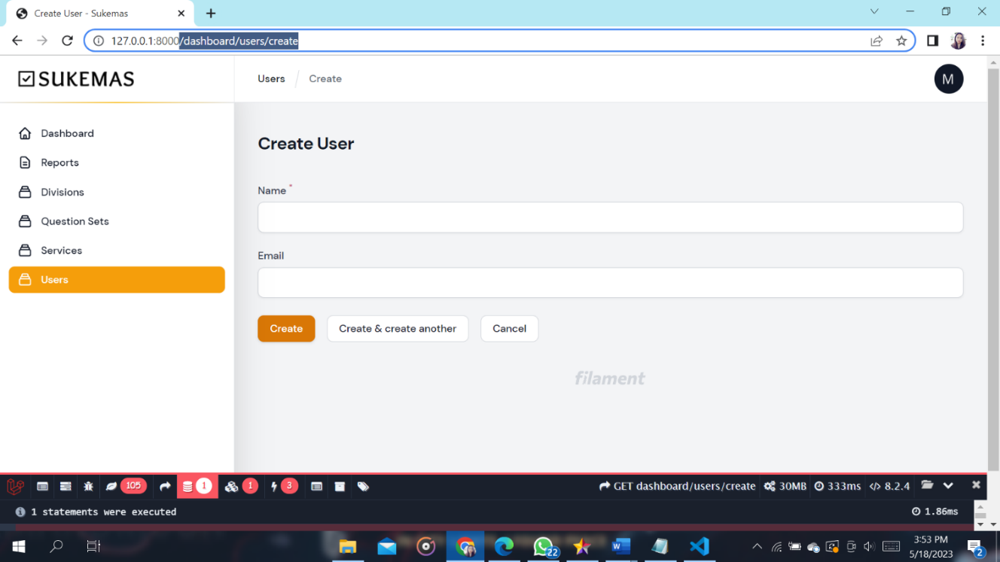 Create User - Sukemas
127.0.0.1:8000/dashboard/users/create
SUKEMAS
Users / Create
M
Dashboard
Reports
Divisions
Question Sets
Services
Users
Create User
Name *
Email
Create
Create & create another
Cancel
filament
105
1
1
3
GET dashboard/users/create
30MB
333ms
8.2.4
1 statements were executed
1.86ms
22
3:53 PM
5/18/2023
2